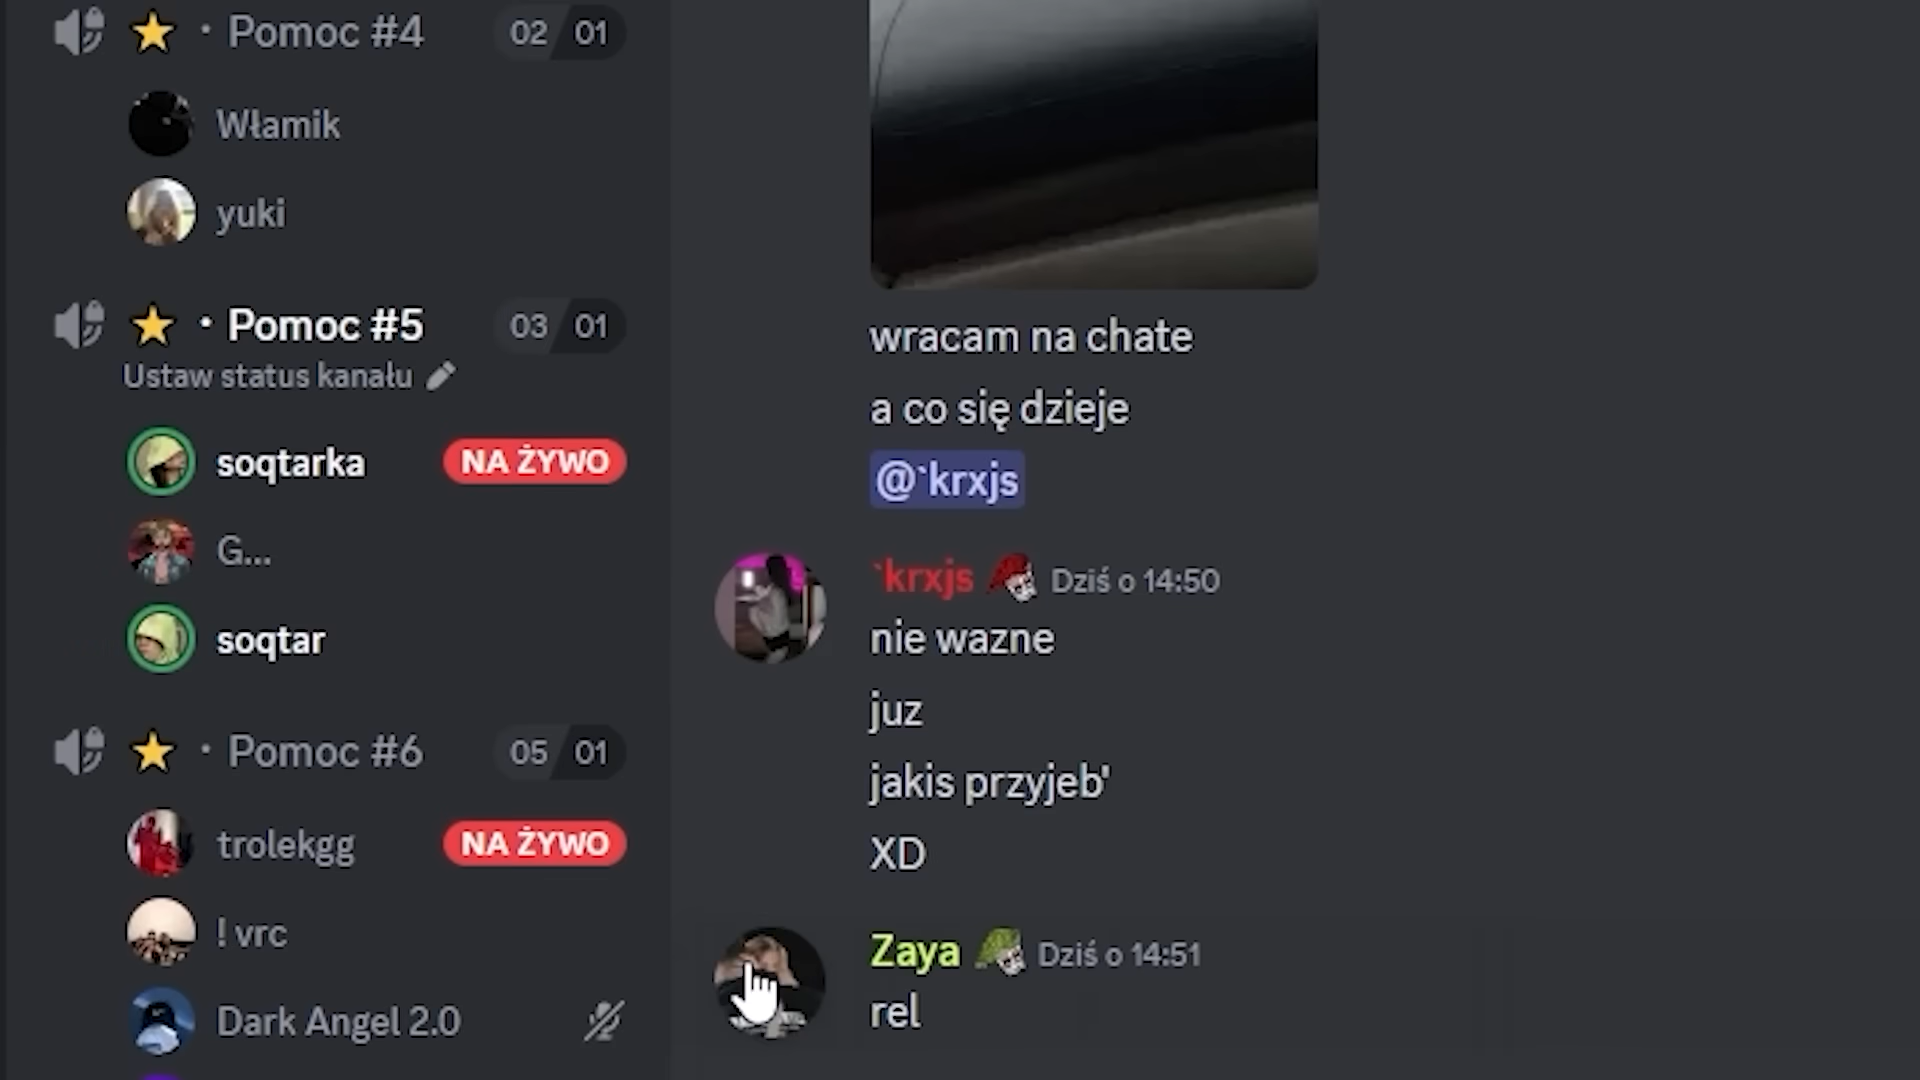 · Pomoc #4 02 01
Włamik
yuki
· Pomoc #5 03 01
Ustaw status kanału
soqtarka NA ŻYWO
G...
soqtar
· Pomoc #6 05 01
trolekgg NA ŻYWO
! vrc
Dark Angel 2.0
wracam na chate
a co się dzieje
@`krxjs
`krxjs Dziś o 14:50
nie wazne
juz
jakis przyjeb'
XD
Zaya Dziś o 14:51
rel